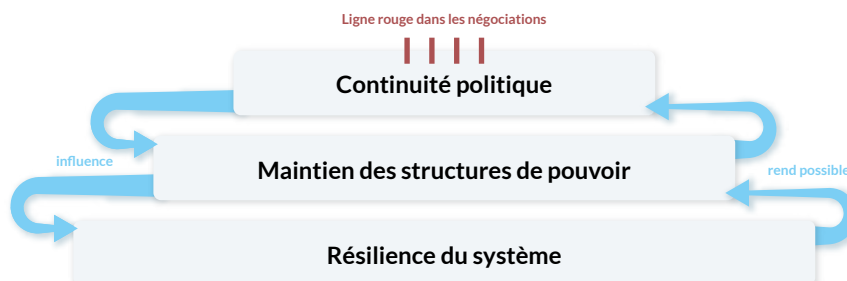 Ligne rouge dans les négociations
Continuité politique
influence
Maintien des structures de pouvoir
rend possible
Résilience du système